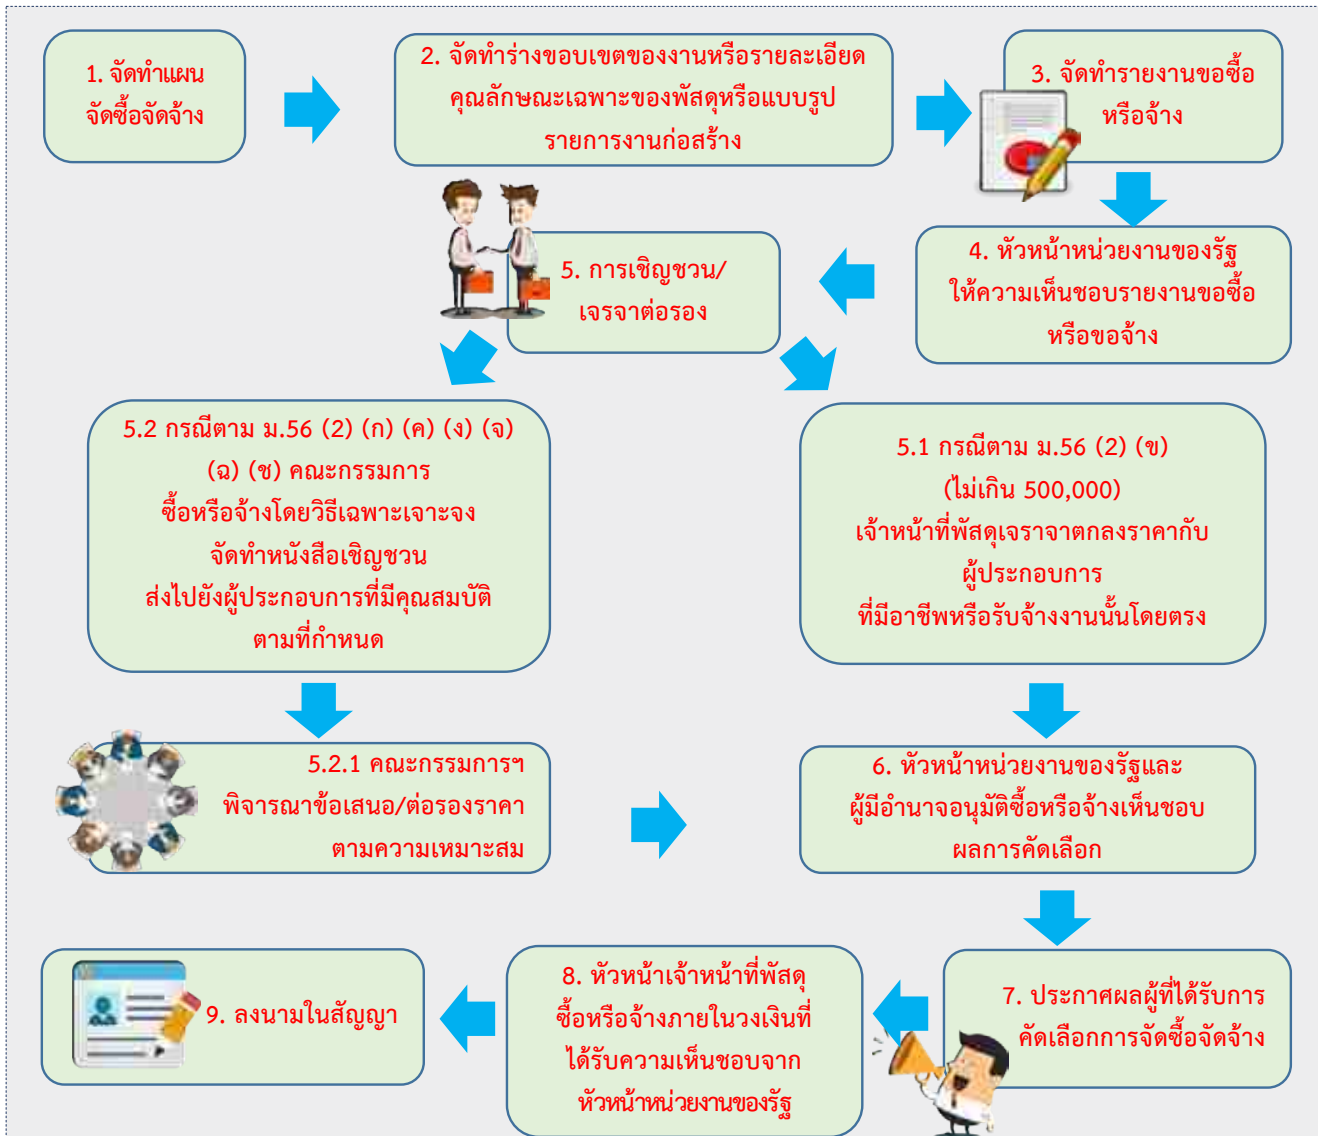 1. จัดทำแผน
จัดซื้อจัดจ้าง
2. จัดทำร่างขอบเขตของงานหรือรายละเอียด
คุณลักษณะเฉพาะของพัสดุหรือแบบรูป
รายการงานก่อสร้าง
3. จัดทำรายงานขอซื้อ
หรือจ้าง
4. หัวหน้าหน่วยงานของรัฐ
ให้ความเห็นชอบรายงานขอซื้อ
หรือขอจ้าง
5. การเชิญชวน/
เจรจาต่อรอง
5.1 กรณีตาม ม.56 (2) (ข)
(ไม่เกิน 500,000)
เจ้าหน้าที่พัสดุเจราจาตกลงราคากับ
ผู้ประกอบการ
ที่มีอาชีพหรือรับจ้างงานนั้นโดยตรง
5.2 กรณีตาม ม.56 (2) (ก) (ค) (ง) (จ)
(ฉ) (ช) คณะกรรมการ
ซื้อหรือจ้างโดยวิธีเฉพาะเจาะจง
จัดทำหนังสือเชิญชวน
ส่งไปยังผู้ประกอบการที่มีคุณสมบัติ
ตามที่กำหนด
5.2.1 คณะกรรมการฯ
พิจารณาข้อเสนอ/ต่อรองราคา
ตามความเหมาะสม
6. หัวหน้าหน่วยงานของรัฐและ
ผู้มีอำนาจอนุมัติซื้อหรือจ้างเห็นชอบ
ผลการคัดเลือก
7. ประกาศผลผู้ที่ได้รับการ
คัดเลือกการจัดซื้อจัดจ้าง
8. หัวหน้าเจ้าหน้าที่พัสดุ
ซื้อหรือจ้างภายในวงเงินที่
ได้รับความเห็นชอบจาก
หัวหน้าหน่วยงานของรัฐ
9. ลงนามในสัญญา